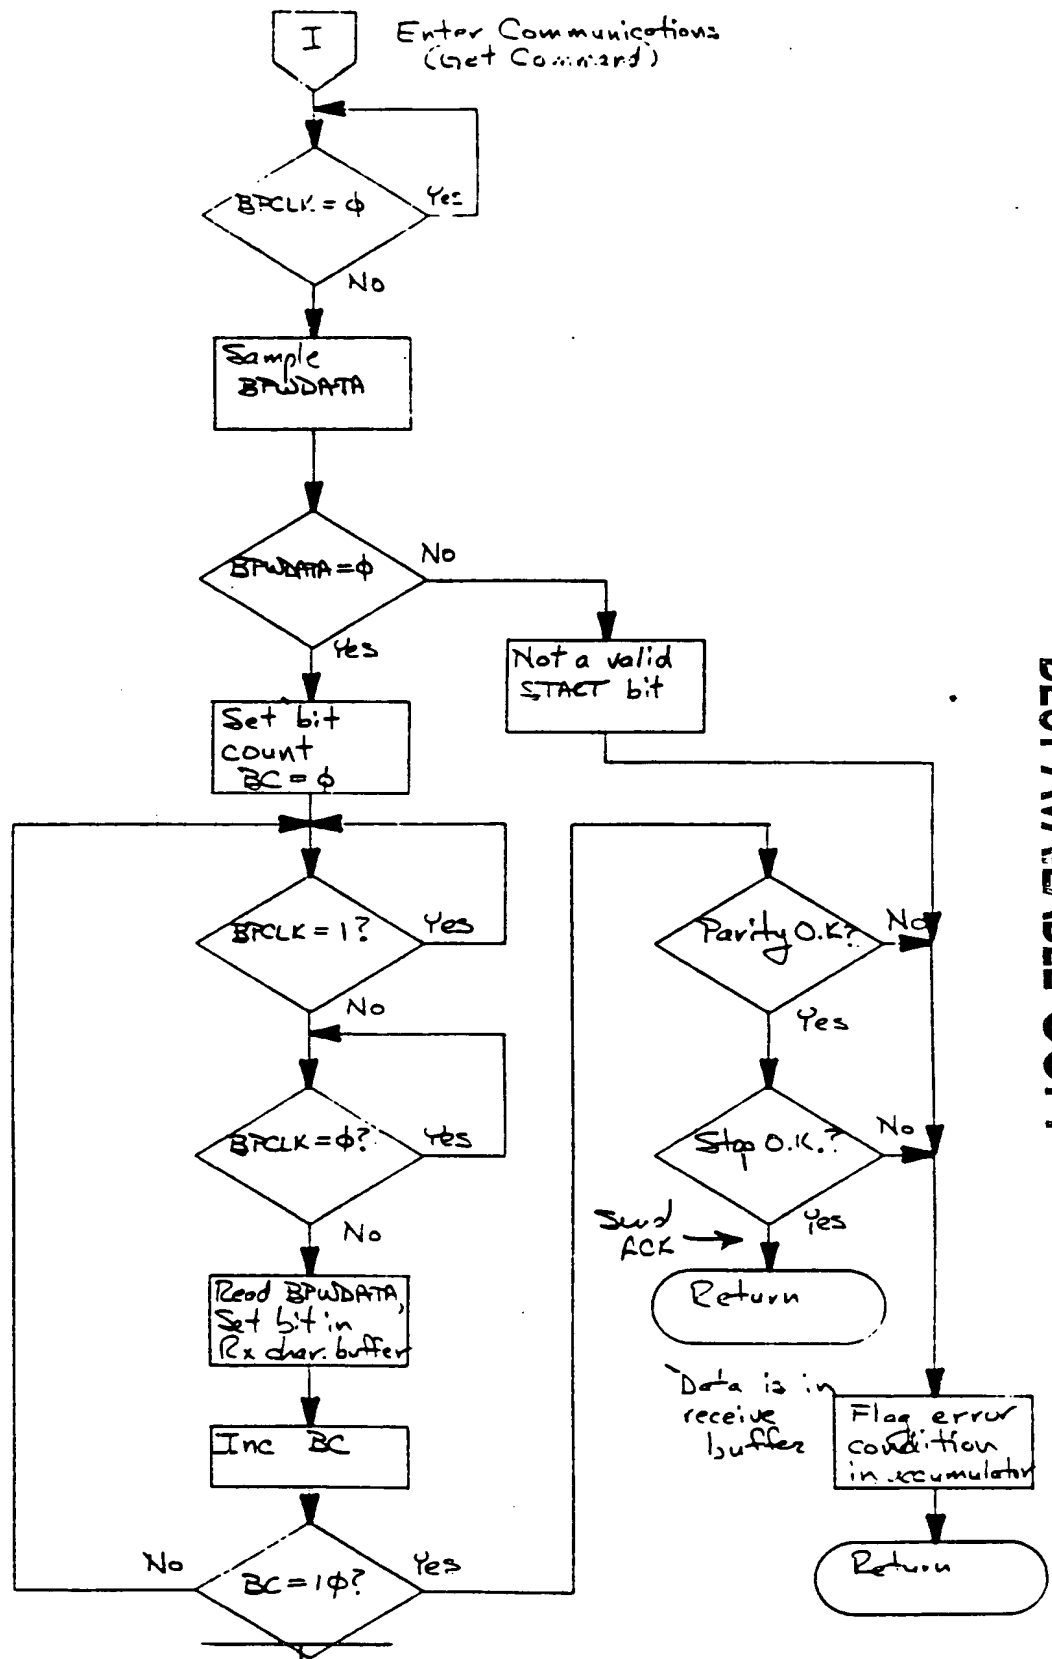 I
Enter Communications
(Get Command)
BPCLK = ϕ
Yes
No
Sample
BPWDATA
BPWDATA = ϕ
No
Yes
Not a valid
START bit
Set bit
count
BC = ϕ
BPCLK = 1?
Yes
No
Parity O.K?
No
Yes
BPCLK = ϕ?
Yes
No
Stop O.K.?
No
Yes
Send
ACK
Return
Read BPWDATA,
Set bit in
Rx char. buffer
Data is in
receive
buffer
Flag error
condition
in accumulator
Inc BC
Return
BC = 1ϕ?
No
Yes
BEST AVAILABLE COPY